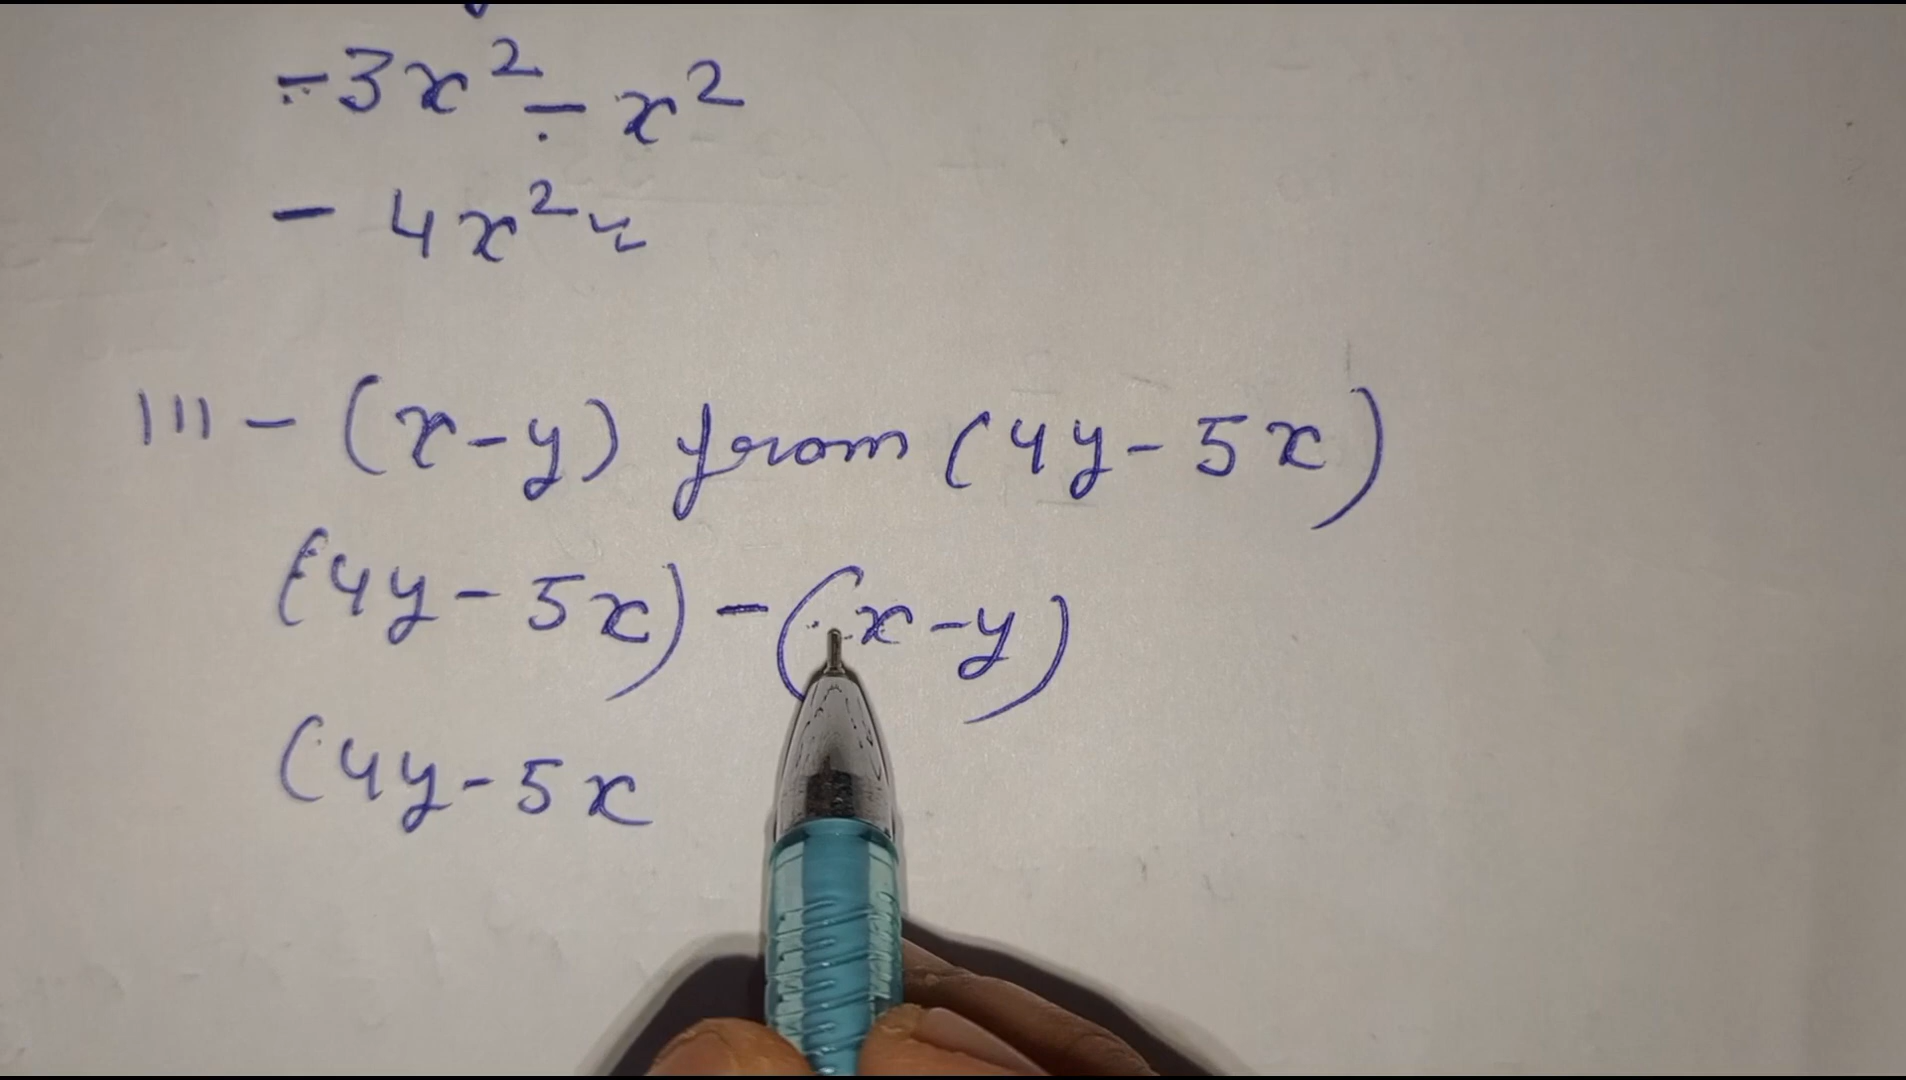 -3x² - x²
- 4x²
III - (x-y) from (4y-5x)
(4y-5x) - (x-y)
(4y-5x